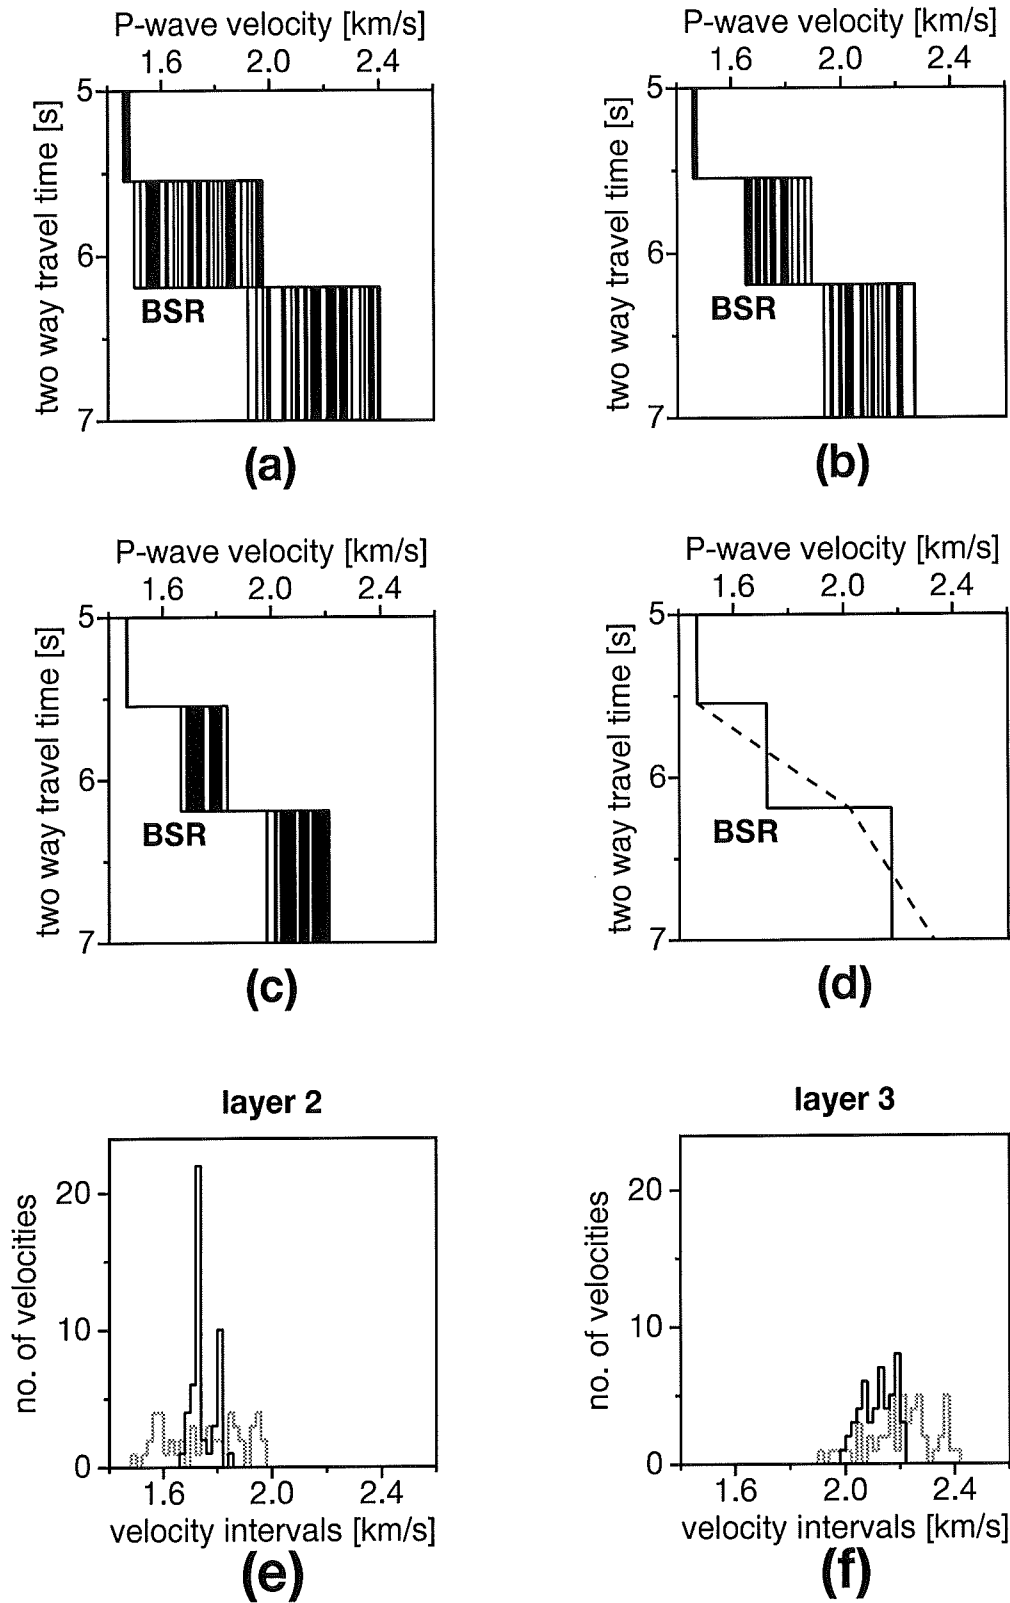 P-wave velocity [km/s]
1.6 2.0 2.4
two way travel time [s]
5
6
7
BSR
(a)
P-wave velocity [km/s]
1.6 2.0 2.4
two way travel time [s]
5
6
7
BSR
(b)
P-wave velocity [km/s]
1.6 2.0 2.4
two way travel time [s]
5
6
7
BSR
(c)
P-wave velocity [km/s]
1.6 2.0 2.4
two way travel time [s]
5
6
7
BSR
(d)
layer 2
no. of velocities
20
10
0
1.6 2.0 2.4
velocity intervals [km/s]
(e)
layer 3
no. of velocities
20
10
0
1.6 2.0 2.4
velocity intervals [km/s]
(f)